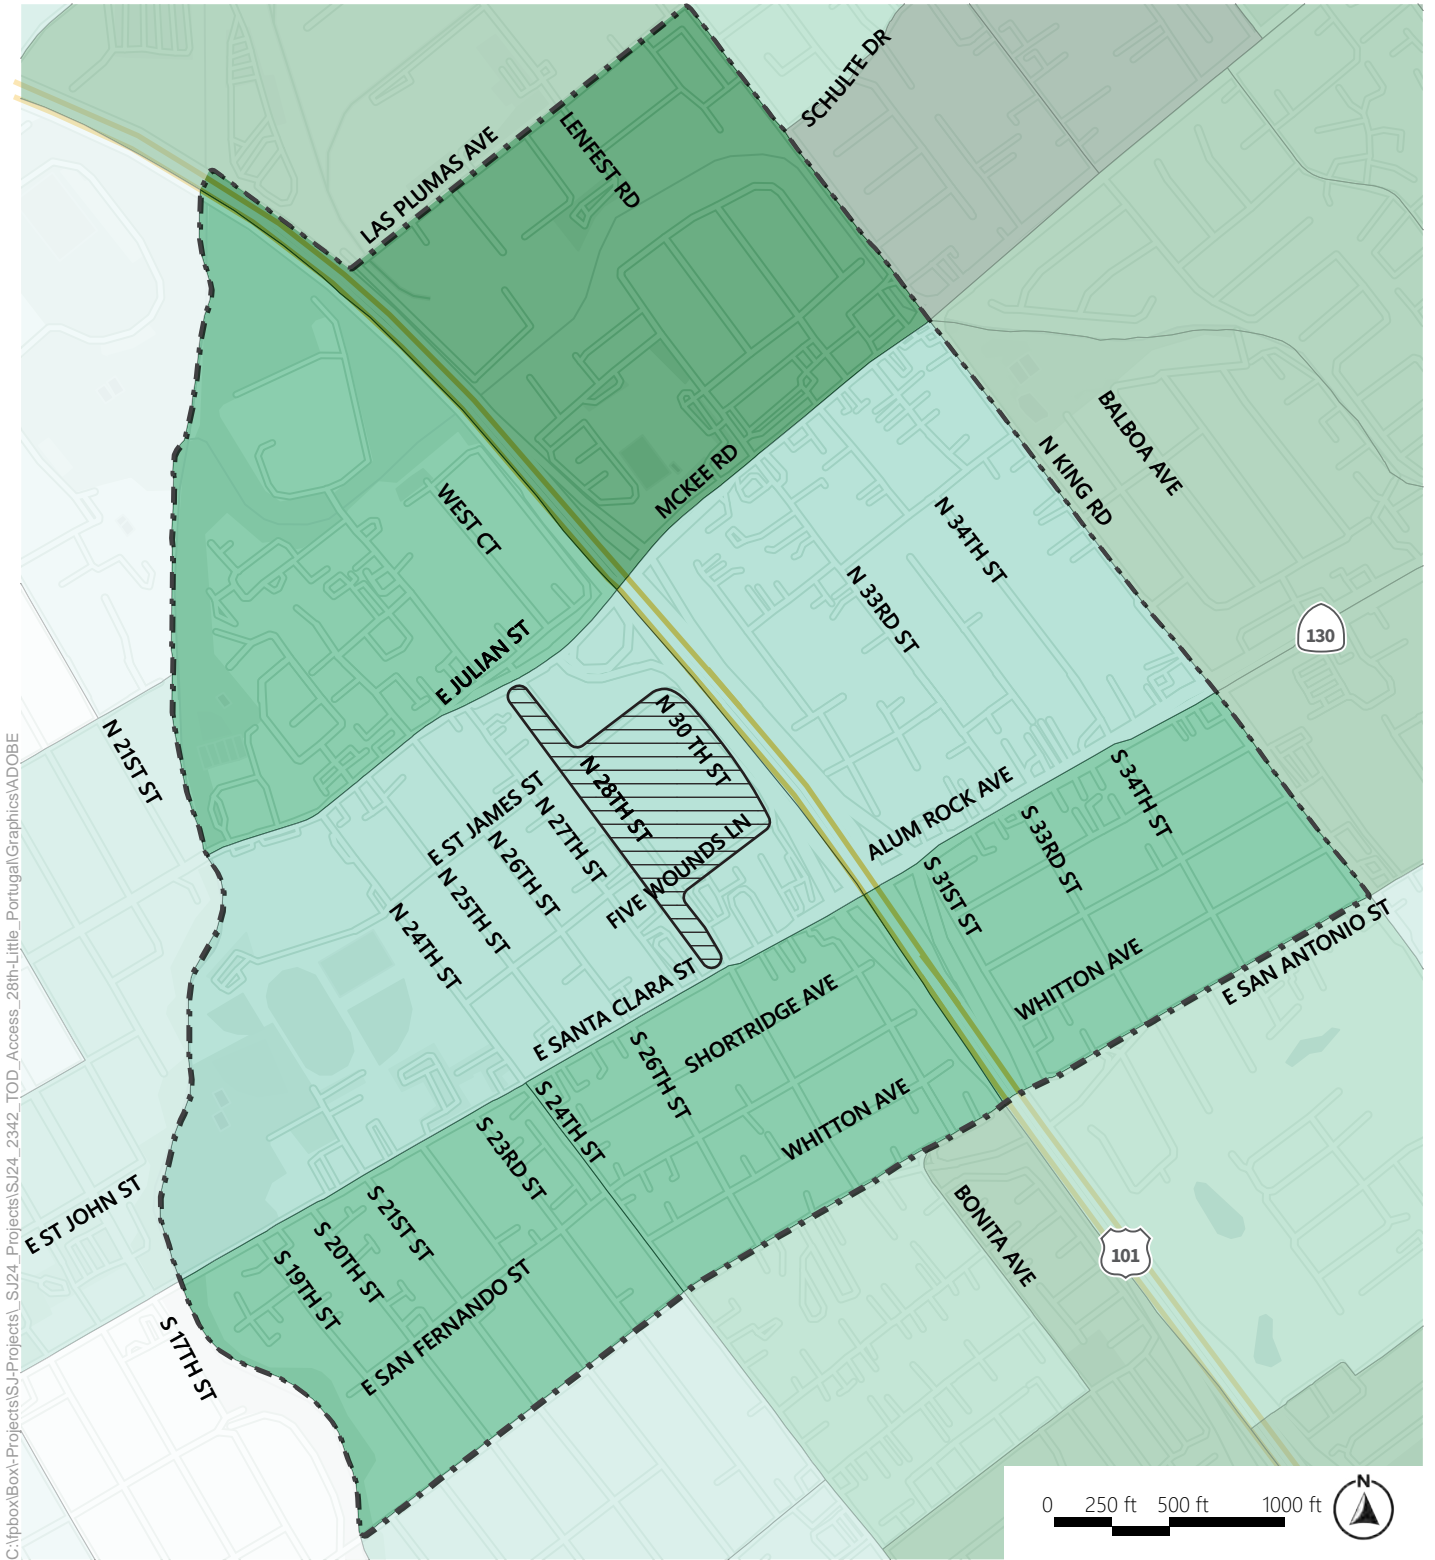 SCHULTE DR
LAS PLUMAS AVE
LENFEST RD
BALBOA AVE
N KING RD
MCKEE RD
WEST CT
N 34TH ST
N 33RD ST
130
E JULIAN ST
N 21ST ST
N 30 TH ST
N 28TH ST
E ST JAMES ST
N 27TH ST
N 26TH ST
N 25TH ST
N 24TH ST
FIVE WOUNDS LN
ALUM ROCK AVE
S 34TH ST
S 33RD ST
S 31ST ST
WHITTON AVE
E SAN ANTONIO ST
E SANTA CLARA ST
SHORTRIDGE AVE
S 26TH ST
S 24TH ST
WHITTON AVE
S 23RD ST
S 21ST ST
S 20TH ST
S 19TH ST
E SAN FERNANDO ST
E ST JOHN ST
S 17TH ST
BONITA AVE
101
C:\fpbox\Box\-Projects\SJ-Projects\_SJ24_Projects\SJ24_2342_TOD_Access_28th-Little_Portugal\Graphics\ADOBE
N
0 250 ft 500 ft 1000 ft